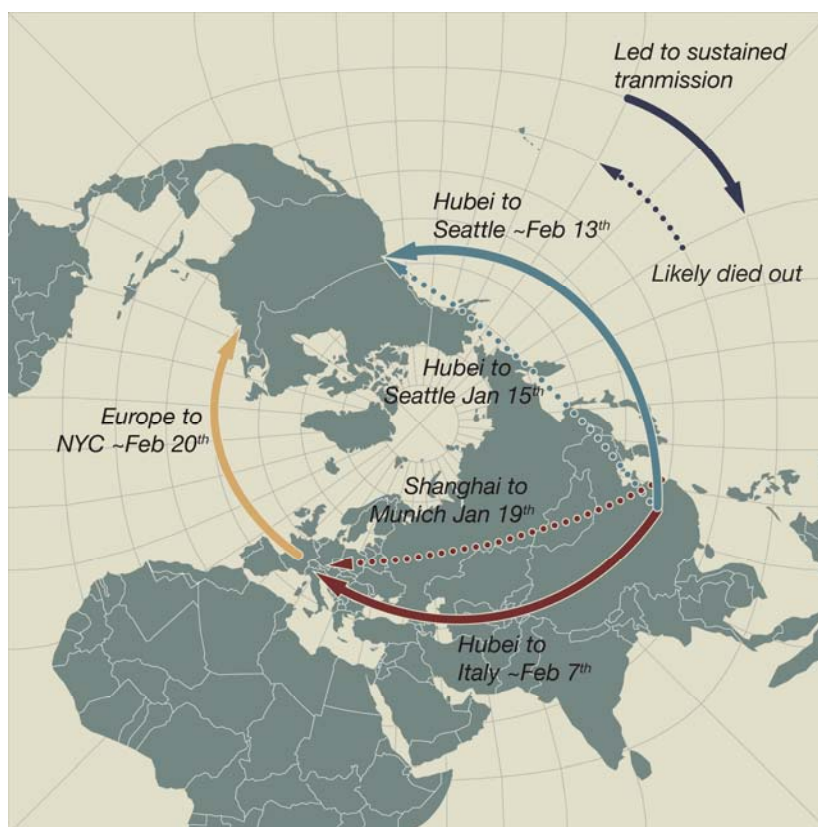 Led to sustained
tranmission
Hubei to
Seattle ~Feb 13th
Likely died out
Hubei to
Seattle Jan 15th
Europe to
NYC ~Feb 20th
Shanghai to
Munich Jan 19th
Hubei to
Italy ~Feb 7th